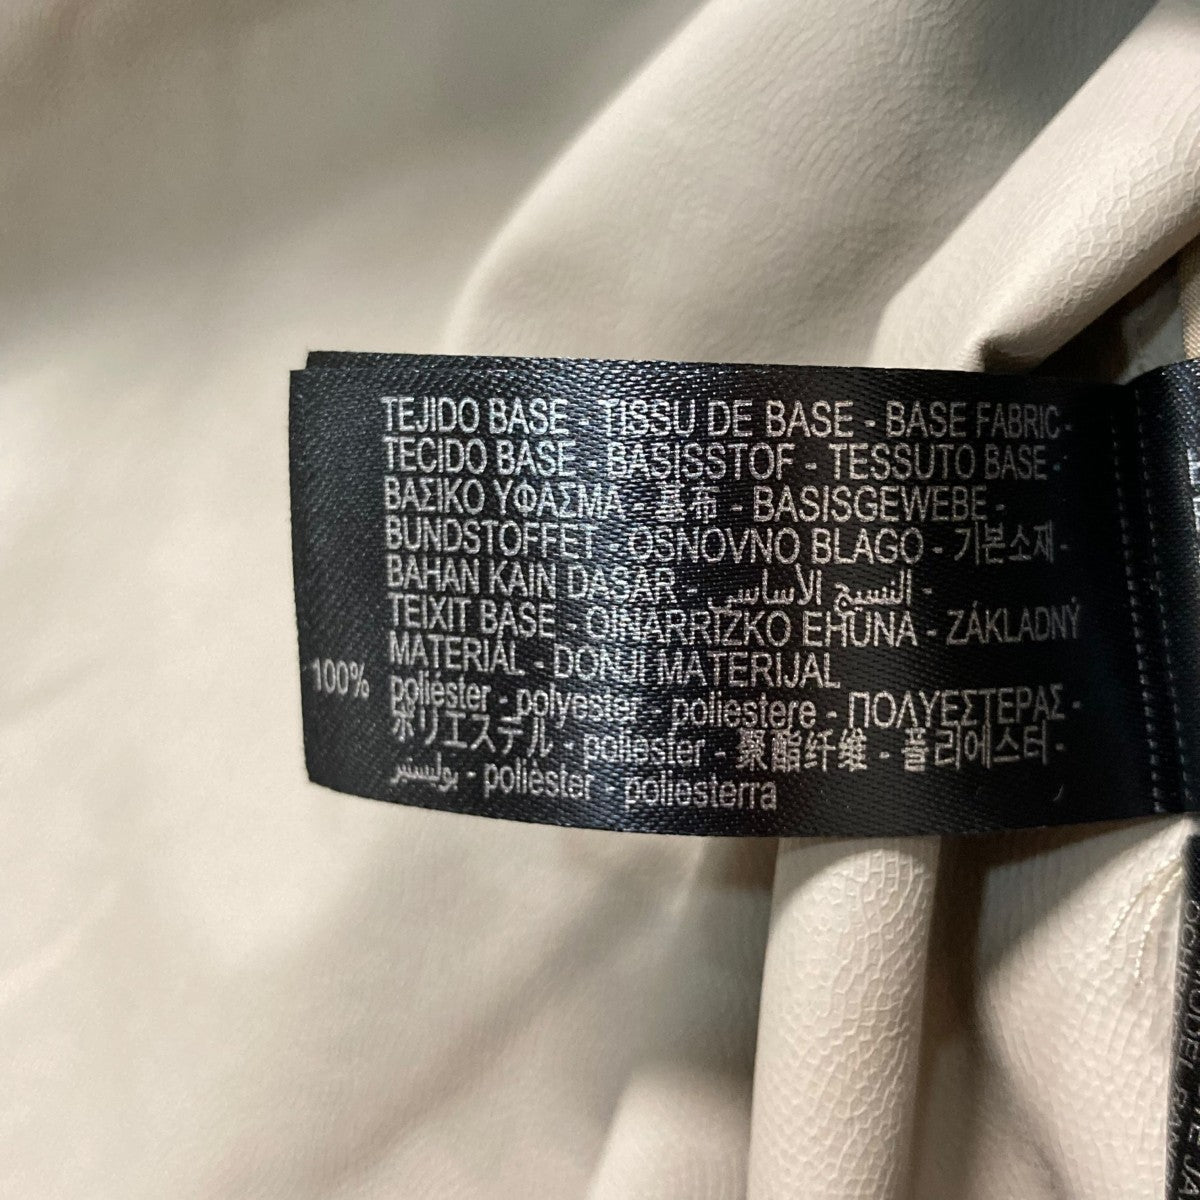 TEJIDO BASE - TISSU DE BASE - BASE FABRIC -
TECIDO BASE - BASISSTOF - TESSUTO BASE -
ΒΑΣΙΚΟ ΥΦΑΣΜΑ - 基布 - BASISGEWEBE -
BUNDSTOFFET - OSNOVNO BLAGO - 기본소재 -
BAHAN KAIN DASAR - النسيج الاساسي -
TEIXIT BASE - OINARRIZKO EHUNA - ZÁKLADNÝ
MATERIÁL - DONJI MATERIJAL
100% poliéster - polyester - poliestere - ΠΟΛΥΕΣΤΕΡΑΣ -
ポリエステル - poliester - 聚酯纤维 - 폴리에스터 -
بوليستير - polièster - poliesterra